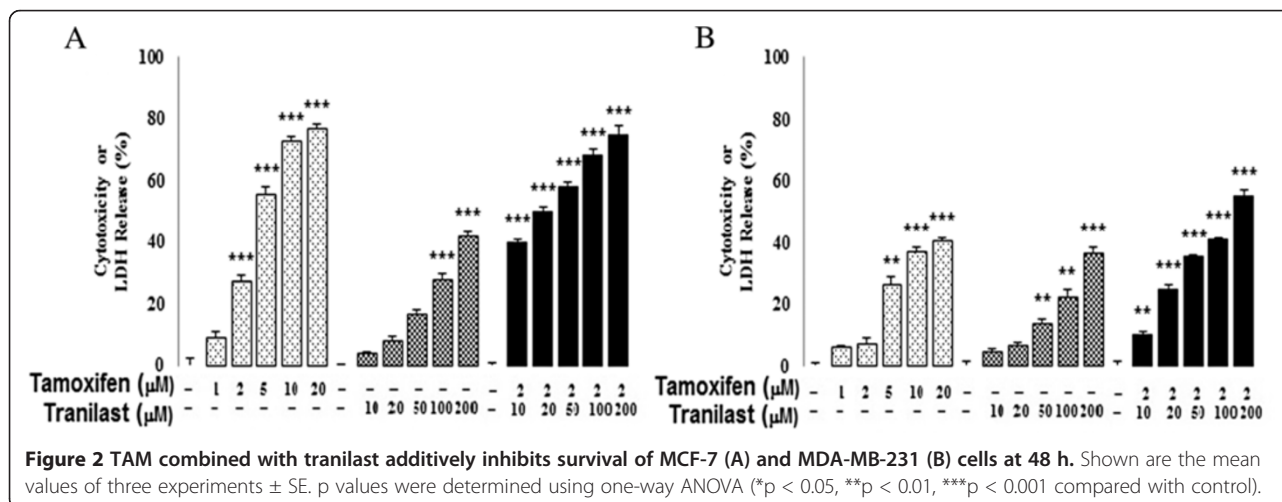 A
B
100
80
60
40
20
0
Cytotoxicity or
LDH Release (%)
*** *** *** *** *** *** *** *** *** *** ***
Tamoxifen (μM) – 1 2 5 10 20 – – – – – – – 2 2 2 2 2
Tranilast (μM) – – – – – – – 10 20 50 100 200 – 10 20 50 100 200
100
80
60
40
20
0
Cytotoxicity or
LDH Release (%)
** *** *** ** ** *** ** *** *** *** ***
Tamoxifen (μM) – 1 2 5 10 20 – – – – – – – 2 2 2 2 2
Tranilast (μM) – – – – – – – 10 20 50 100 200 – 10 20 50 100 200
Figure 2 TAM combined with tranilast additively inhibits survival of MCF-7 (A) and MDA-MB-231 (B) cells at 48 h. Shown are the mean
values of three experiments ± SE. p values were determined using one-way ANOVA (*p < 0.05, **p < 0.01, ***p < 0.001 compared with control).